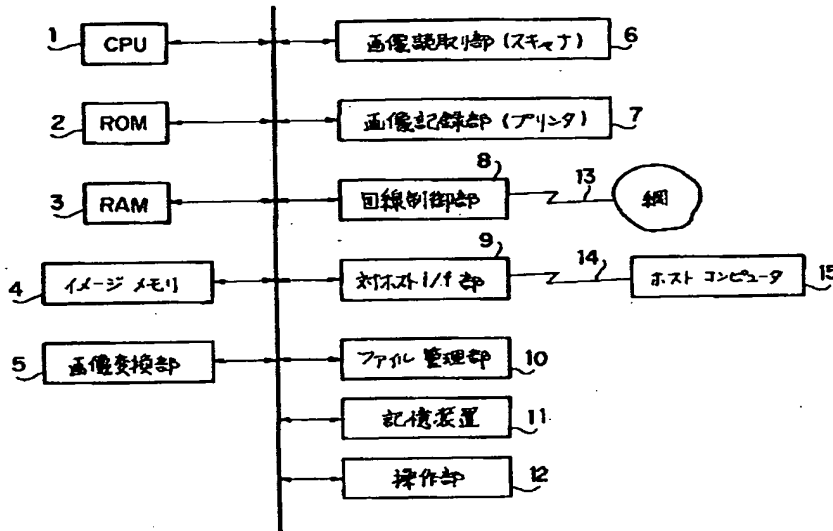 1 CPU
画像読取り部 (スキャナ) 6
2 ROM
画像記録部 (プリンタ) 7
3 RAM
8 回線制御部
13 網
4 イメージ メモリ
9 対ホスト i/f 部
14 ホスト コンピュータ 15
5 画像変換部
ファイル 管理部 10
記憶装置 11
操作部 12